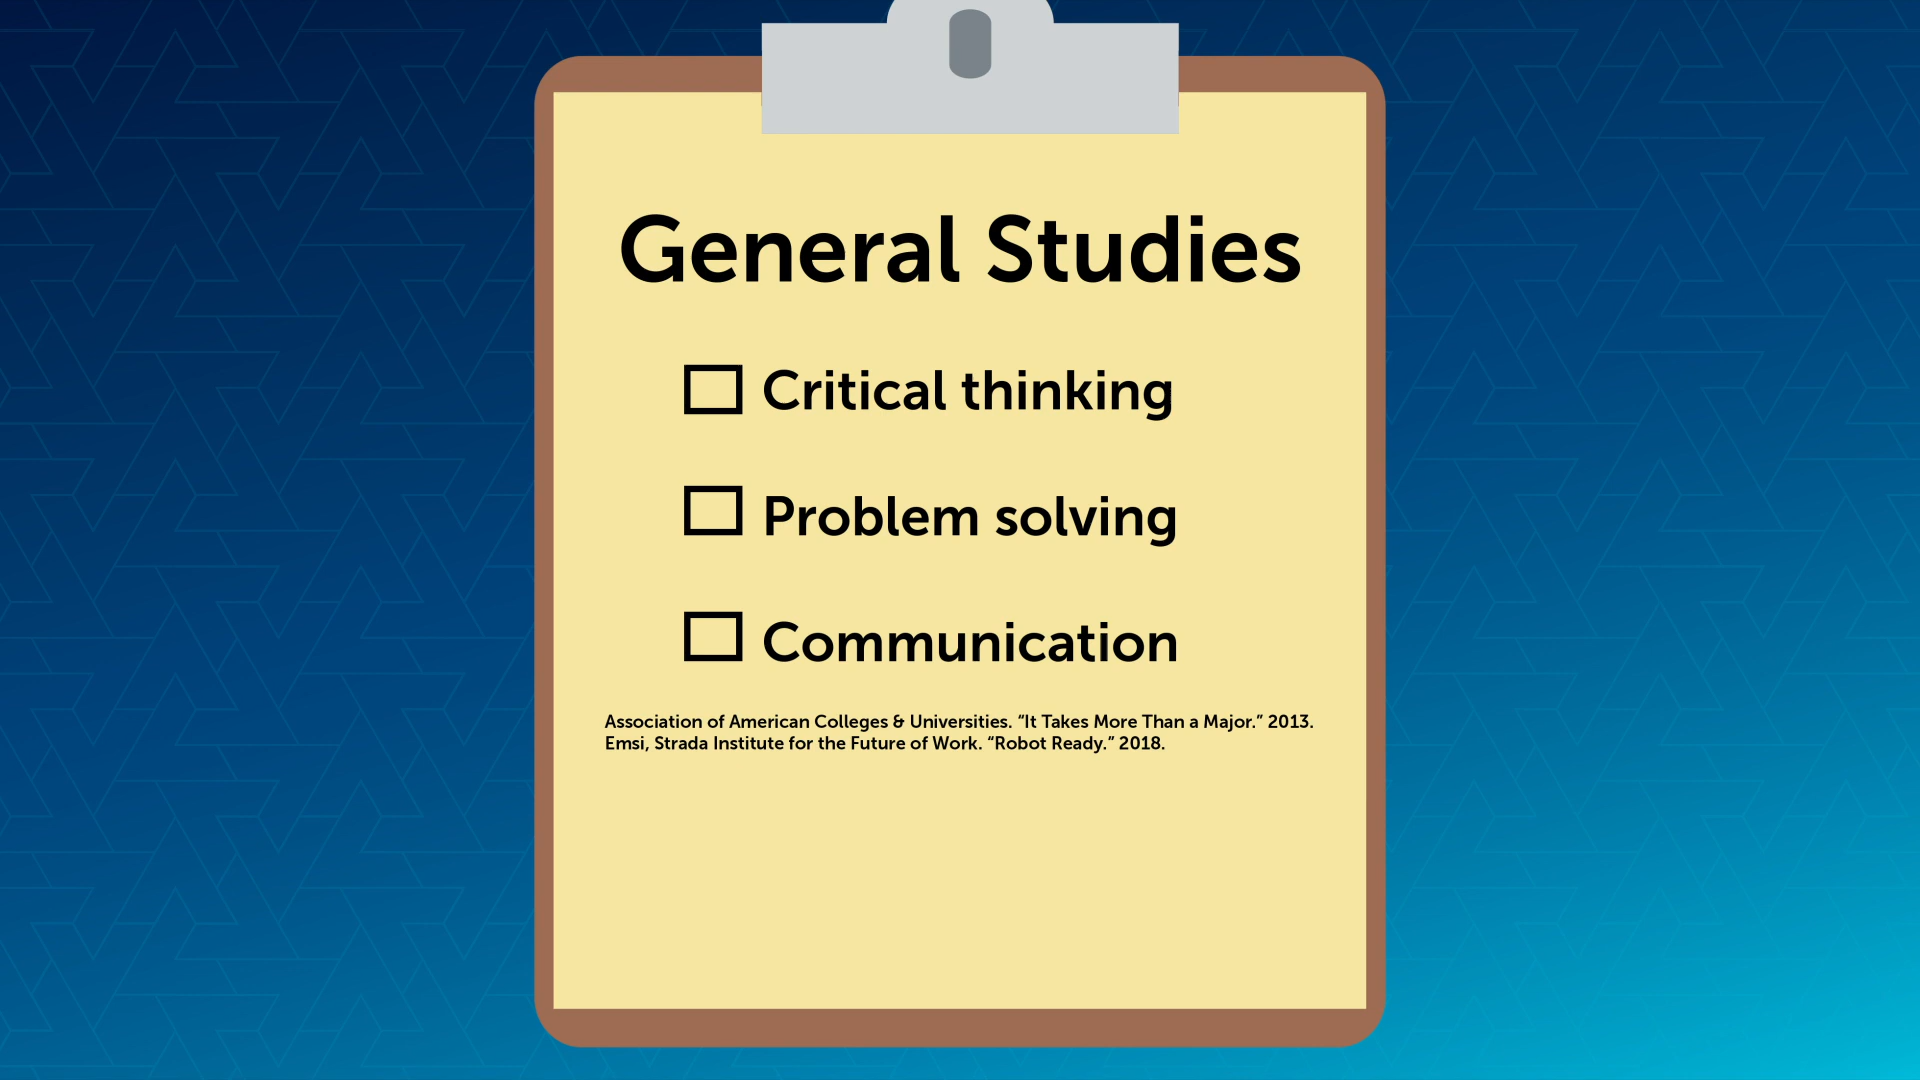 General Studies
Critical thinking
Problem solving
Communication
Association of American Colleges & Universities. “It Takes More Than a Major.” 2013.
Emsi, Strada Institute for the Future of Work. “Robot Ready.” 2018.